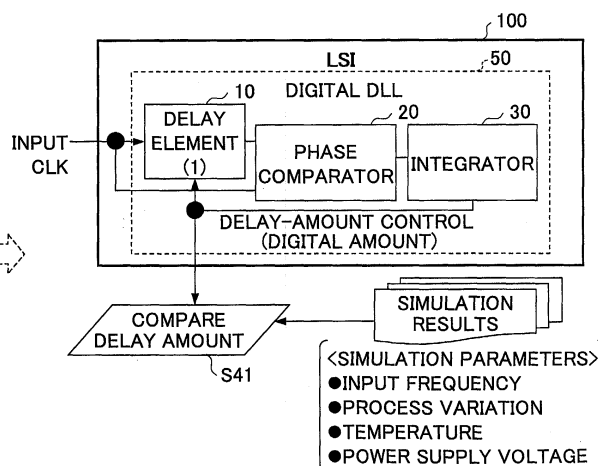 100
LSI
50
DIGITAL DLL
10
20
30
INPUT
CLK
DELAY
ELEMENT
(1)
PHASE
COMPARATOR
INTEGRATOR
DELAY-AMOUNT CONTROL
(DIGITAL AMOUNT)
COMPARE
DELAY AMOUNT
S41
SIMULATION
RESULTS
<SIMULATION PARAMETERS>
●INPUT FREQUENCY
●PROCESS VARIATION
●TEMPERATURE
●POWER SUPPLY VOLTAGE